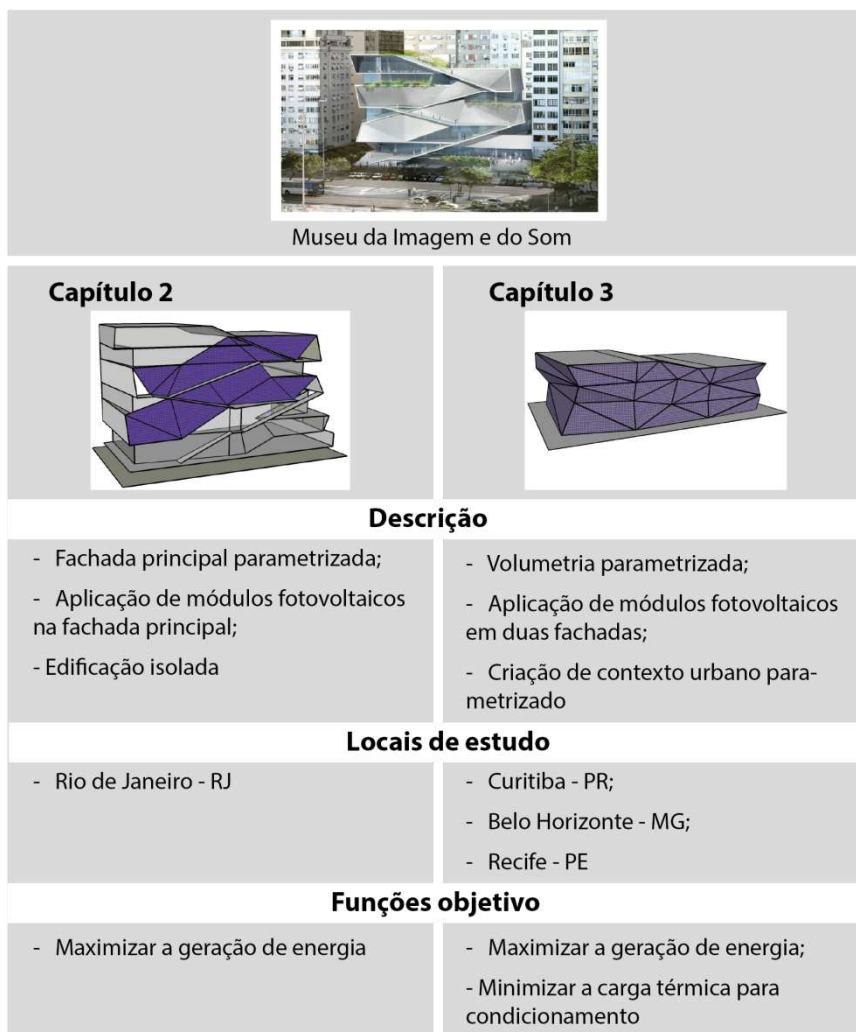 Museu da Imagem e do Som
Capítulo 2
Capítulo 3
Descrição
- Fachada principal parametrizada;
- Aplicação de módulos fotovoltaicos
na fachada principal;
- Edificação isolada
- Volumetria parametrizada;
- Aplicação de módulos fotovoltaicos
em duas fachadas;
- Criação de contexto urbano para-
metrizado
Locais de estudo
- Rio de Janeiro - RJ
- Curitiba - PR;
- Belo Horizonte - MG;
- Recife - PE
Funções objetivo
- Maximizar a geração de energia
- Maximizar a geração de energia;
- Minimizar a carga térmica para
condicionamento